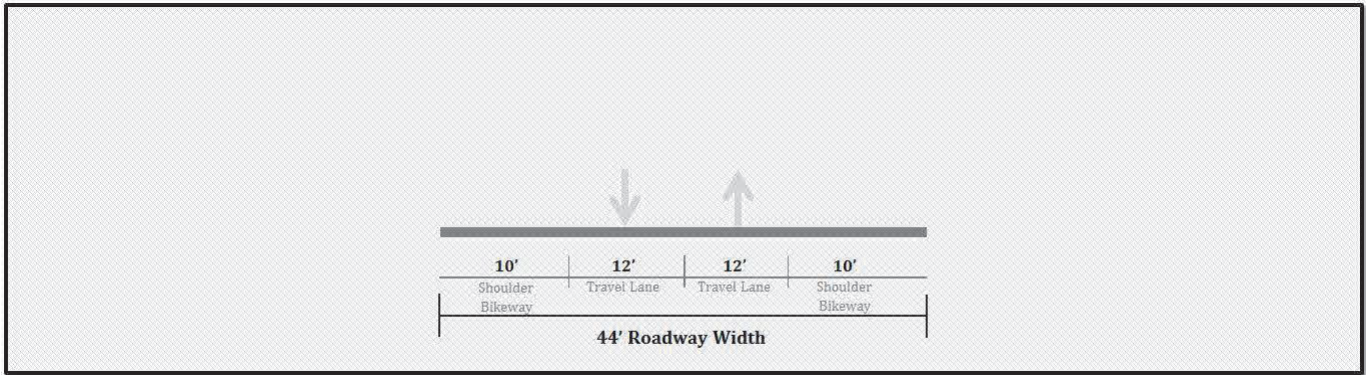 10’ 12’ 12’ 10’
Shoulder Travel Lane Travel Lane Shoulder
Bikeway Bikeway
44’ Roadway Width